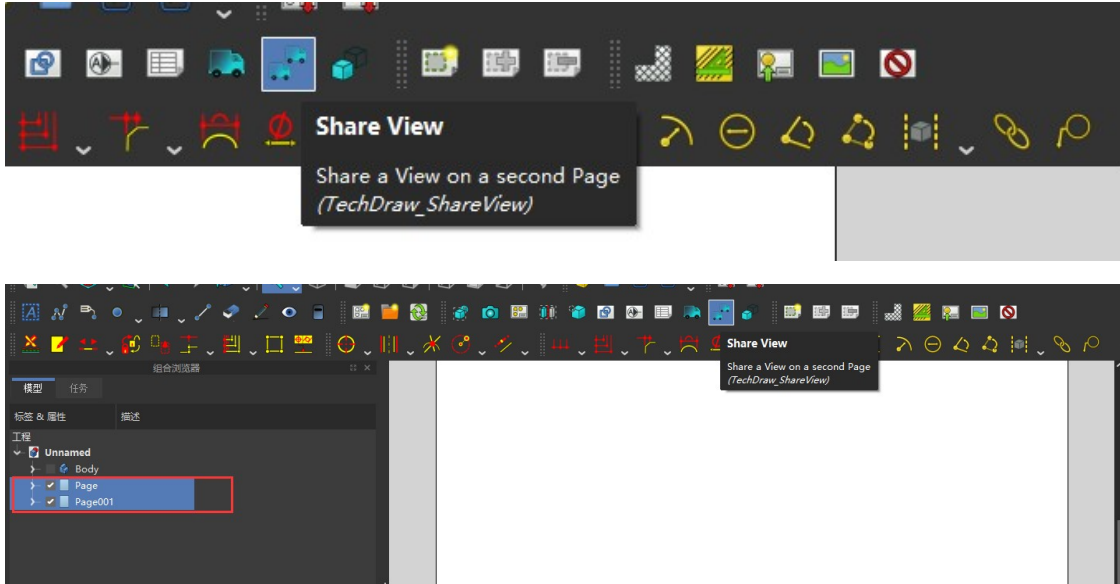 Share View
Share a View on a second Page
(TechDraw_ShareView)
Share View
Share a View on a second Page
(TechDraw_ShareView)
组合浏览器
模型 任务
标签 & 属性 描述
工程
Unnamed
Body
Page
Page001